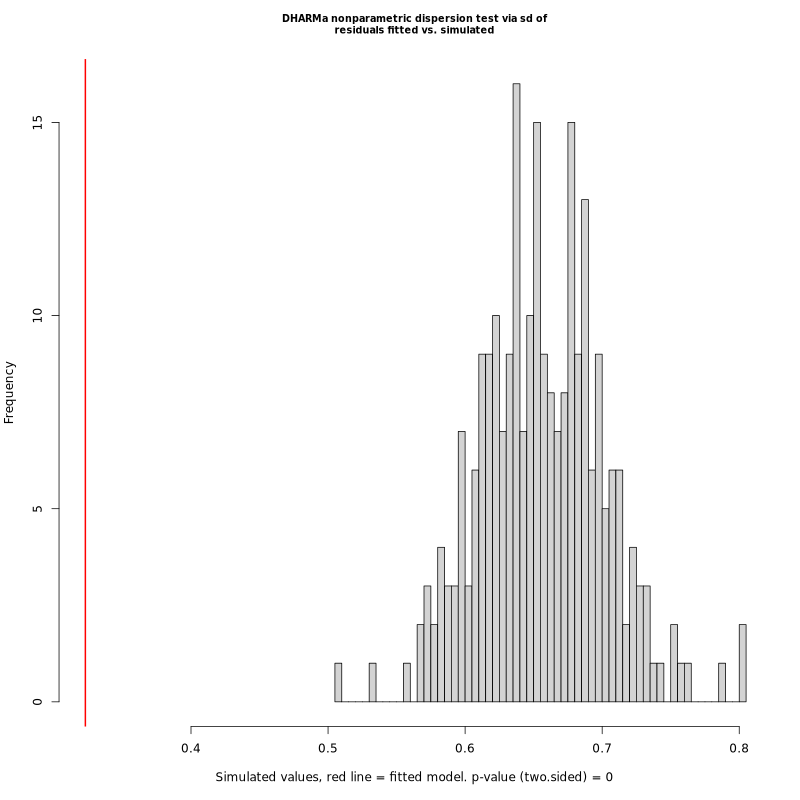 DHARMa nonparametric dispersion test via sd of
residuals fitted vs. simulated
Frequency
15
10
5
0
0.4 0.5 0.6 0.7 0.8
Simulated values, red line = fitted model. p-value (two.sided) = 0